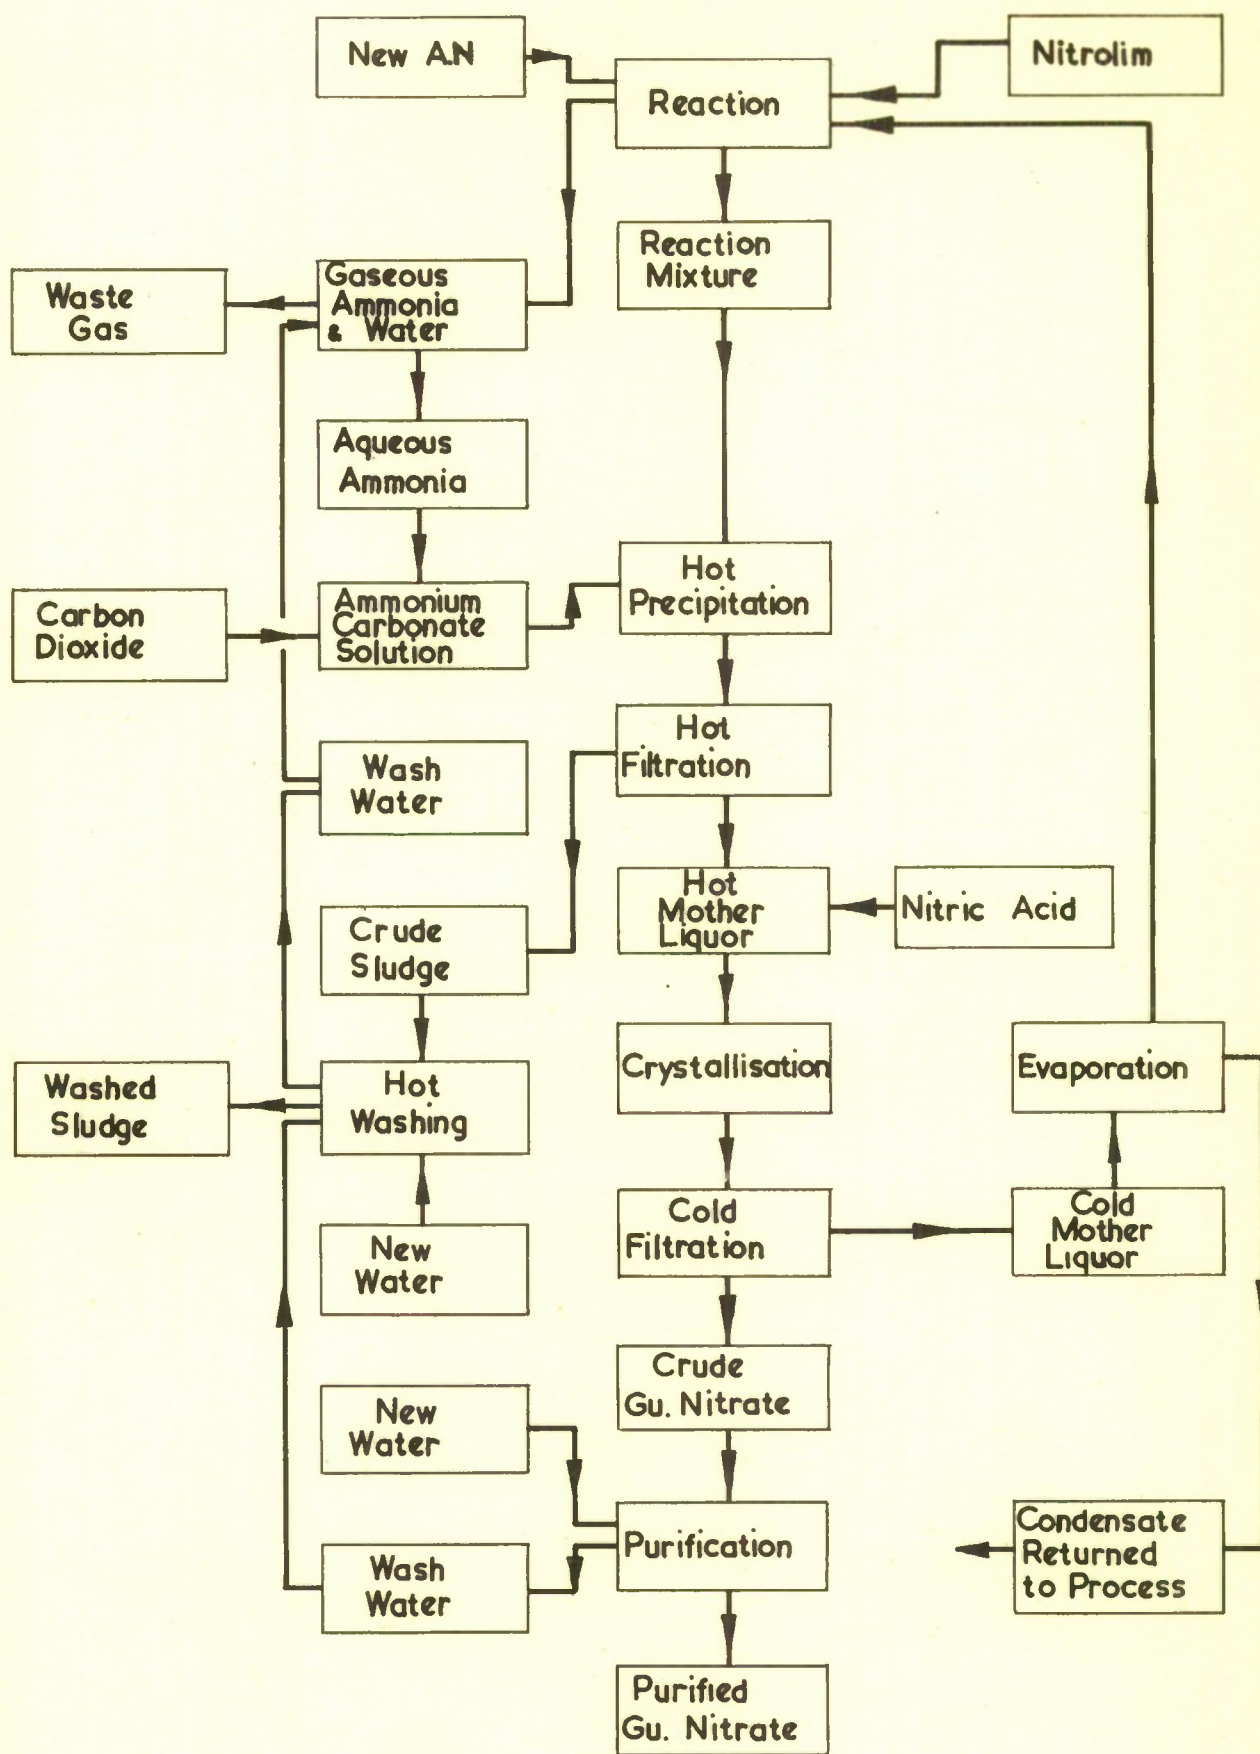 New A.N
Nitrolim
Reaction
Reaction
Mixture
Waste
Gas
Gaseous
Ammonia
& Water
Aqueous
Ammonia
Hot
Precipitation
Carbon
Dioxide
Ammonium
Carbonate
Solution
Hot
Filtration
Wash
Water
Hot
Mother
Liquor
Nitric Acid
Crude
Sludge
Crystallisation
Evaporation
Washed
Sludge
Hot
Washing
Cold
Filtration
Cold
Mother
Liquor
New
Water
Crude
Gu. Nitrate
New
Water
Purification
Condensate
Returned
to Process
Wash
Water
Purified
Gu. Nitrate